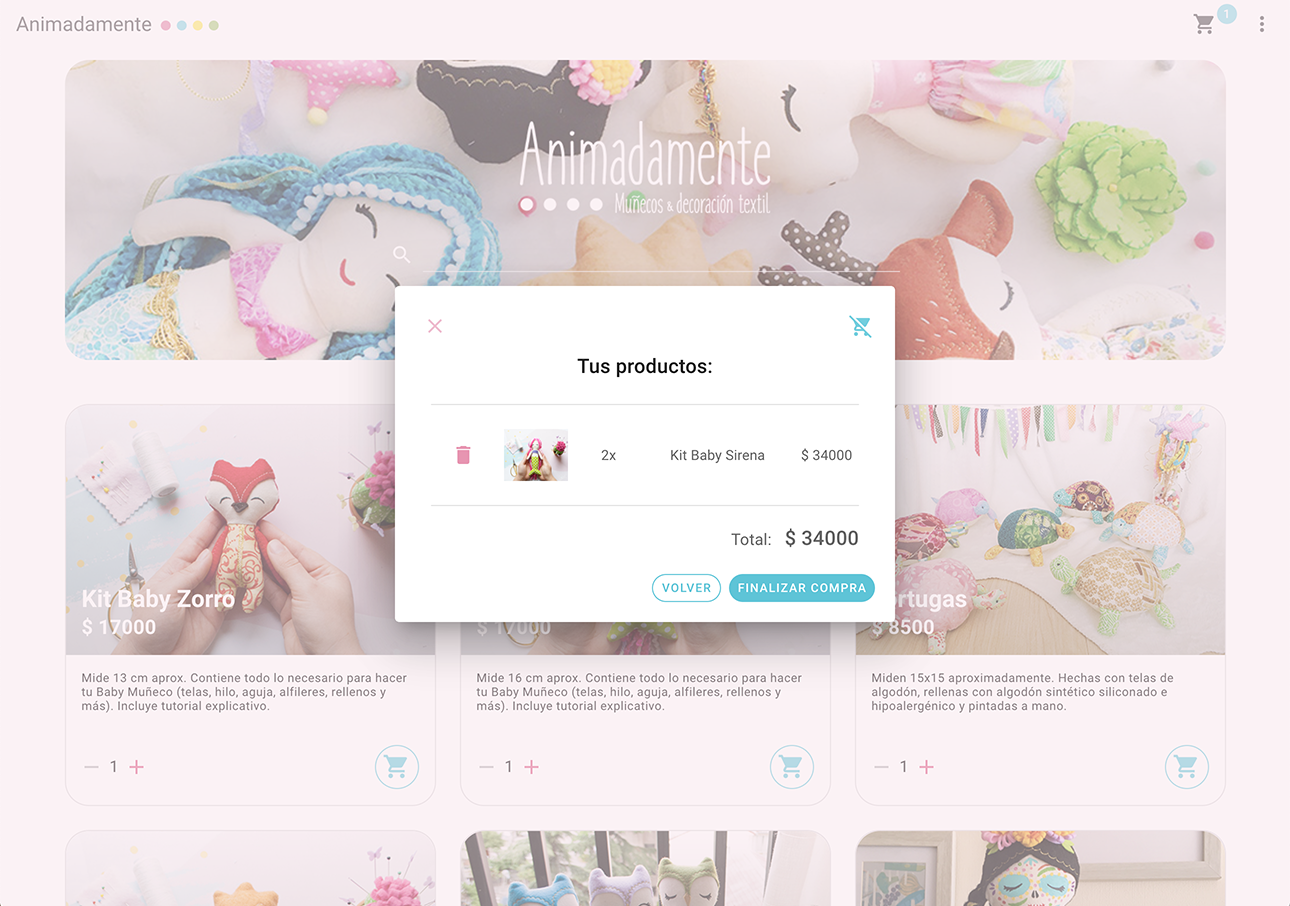 Animadamente
1
Animadamente
Muñecos & decoración textil
Tus productos:
2x Kit Baby Sirena $ 34000
Total: $ 34000
VOLVER FINALIZAR COMPRA
Kit Baby Zorro
$ 17000
Mide 13 cm aprox. Contiene todo lo necesario para hacer
tu Baby Muñeco (telas, hilo, aguja, alfileres, rellenos y
más). Incluye tutorial explicativo.
1
$ 17000
Mide 16 cm aprox. Contiene todo lo necesario para hacer
tu Baby Muñeco (telas, hilo, aguja, alfileres, rellenos y
más). Incluye tutorial explicativo.
1
$ 8500
Miden 15x15 aproximadamente. Hechas con telas de
algodón, rellenas con algodón sintético siliconado e
hipoalergénico y pintadas a mano.
1